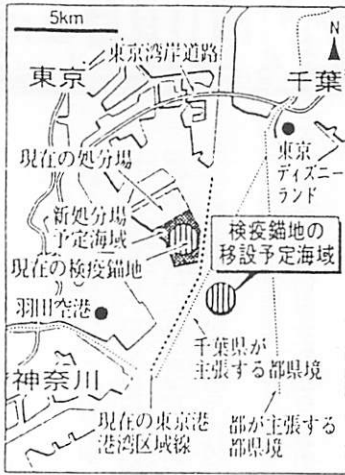 5km
N
東京湾岸道路
東京
千葉
現在の処分場
東京
ディズニー
ランド
新処分場
予定海域
検疫錨地の
移設予定海域
現在の検疫錨地
羽田空港
千葉県が
主張する都県境
神奈川
現在の東京港
港湾区域線
都が主張する
都県境